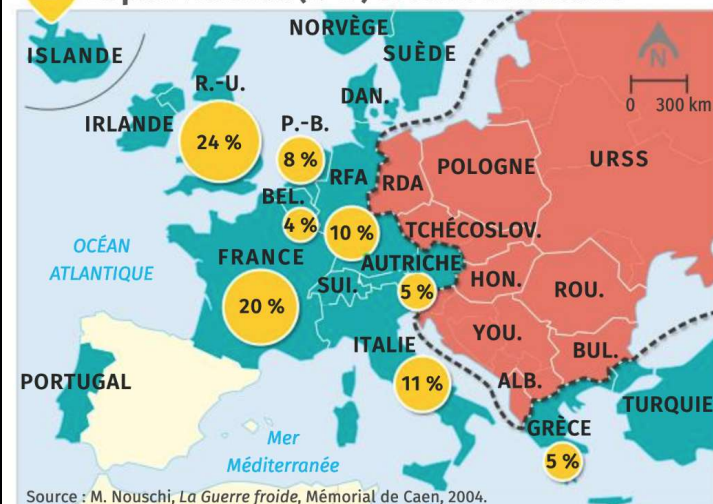 NORVÈGE
ISLANDE
SUÈDE
R.-U.
DAN.
N
0 300 km
IRLANDE
24 %
P.-B.
8 %
RFA
RDA
POLOGNE
URSS
BEL.
4 %
10 %
TCHÉCOSLOV.
OCÉAN
ATLANTIQUE
FRANCE
AUTRICHE
SUI.
5 %
HON.
ROU.
20 %
YOU.
BUL.
ITALIE
11 %
ALB.
PORTUGAL
TURQUIE
GRÈCE
5 %
Mer
Méditerranée
Source : M. Nouschi, La Guerre froide, Mémorial de Caen, 2004.